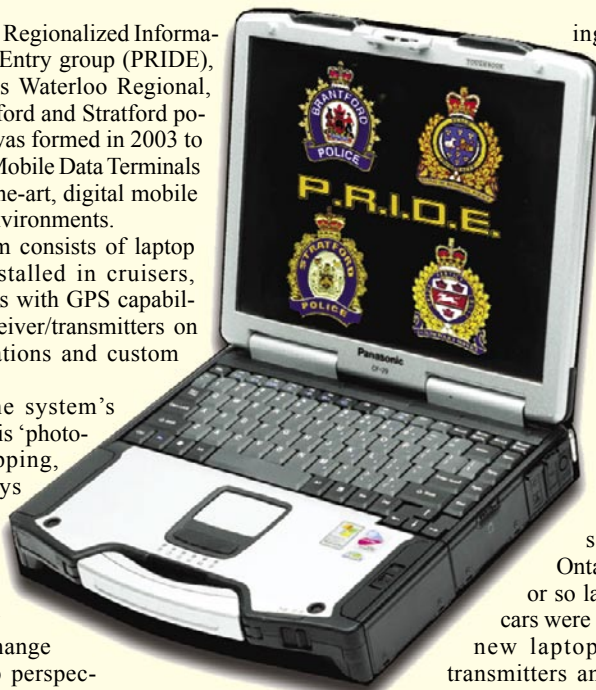 Regionalized Informa-
Entry group (PRIDE),
s Waterloo Regional,
ford and Stratford po-
was formed in 2003 to
Mobile Data Terminals
ne-art, digital mobile
vironments.
m consists of laptop
stalled in cruisers,
s with GPS capabil-
eiver/transmitters on
ations and custom
ne system's
is 'photo-
pping,
ys
hange
o perspec-
TOUGHBOOK
BRANTFORD
POLICE
P.R.I.D.E.
STRATFORD
POLICE
Panasonic
CF-29
ing
s
Onta
or so la
cars were
new laptop
transmitters an